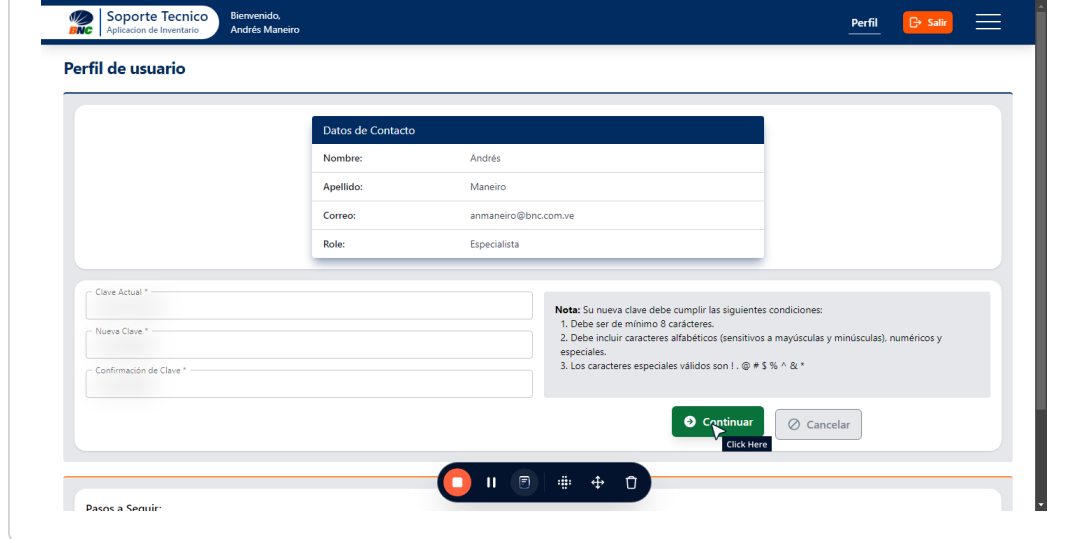 BNC
Soporte Tecnico
Aplicacion de Inventario
Bienvenido,
Andrés Maneiro
Perfil
Salir
Perfil de usuario
Datos de Contacto
Nombre: Andrés
Apellido: Maneiro
Correo: anmaneiro@bnc.com.ve
Role: Especialista
Clave Actual *
Nueva Clave *
Confirmación de Clave *
Nota: Su nueva clave debe cumplir las siguientes condiciones:
1. Debe ser de mínimo 8 carácteres.
2. Debe incluir caracteres alfabéticos (sensitivos a mayúsculas y minúsculas), numéricos y
especiales.
3. Los caracteres especiales válidos son ! . @ # $ % ^ & *
Continuar
Cancelar
Click Here
Pasos a Seguir: